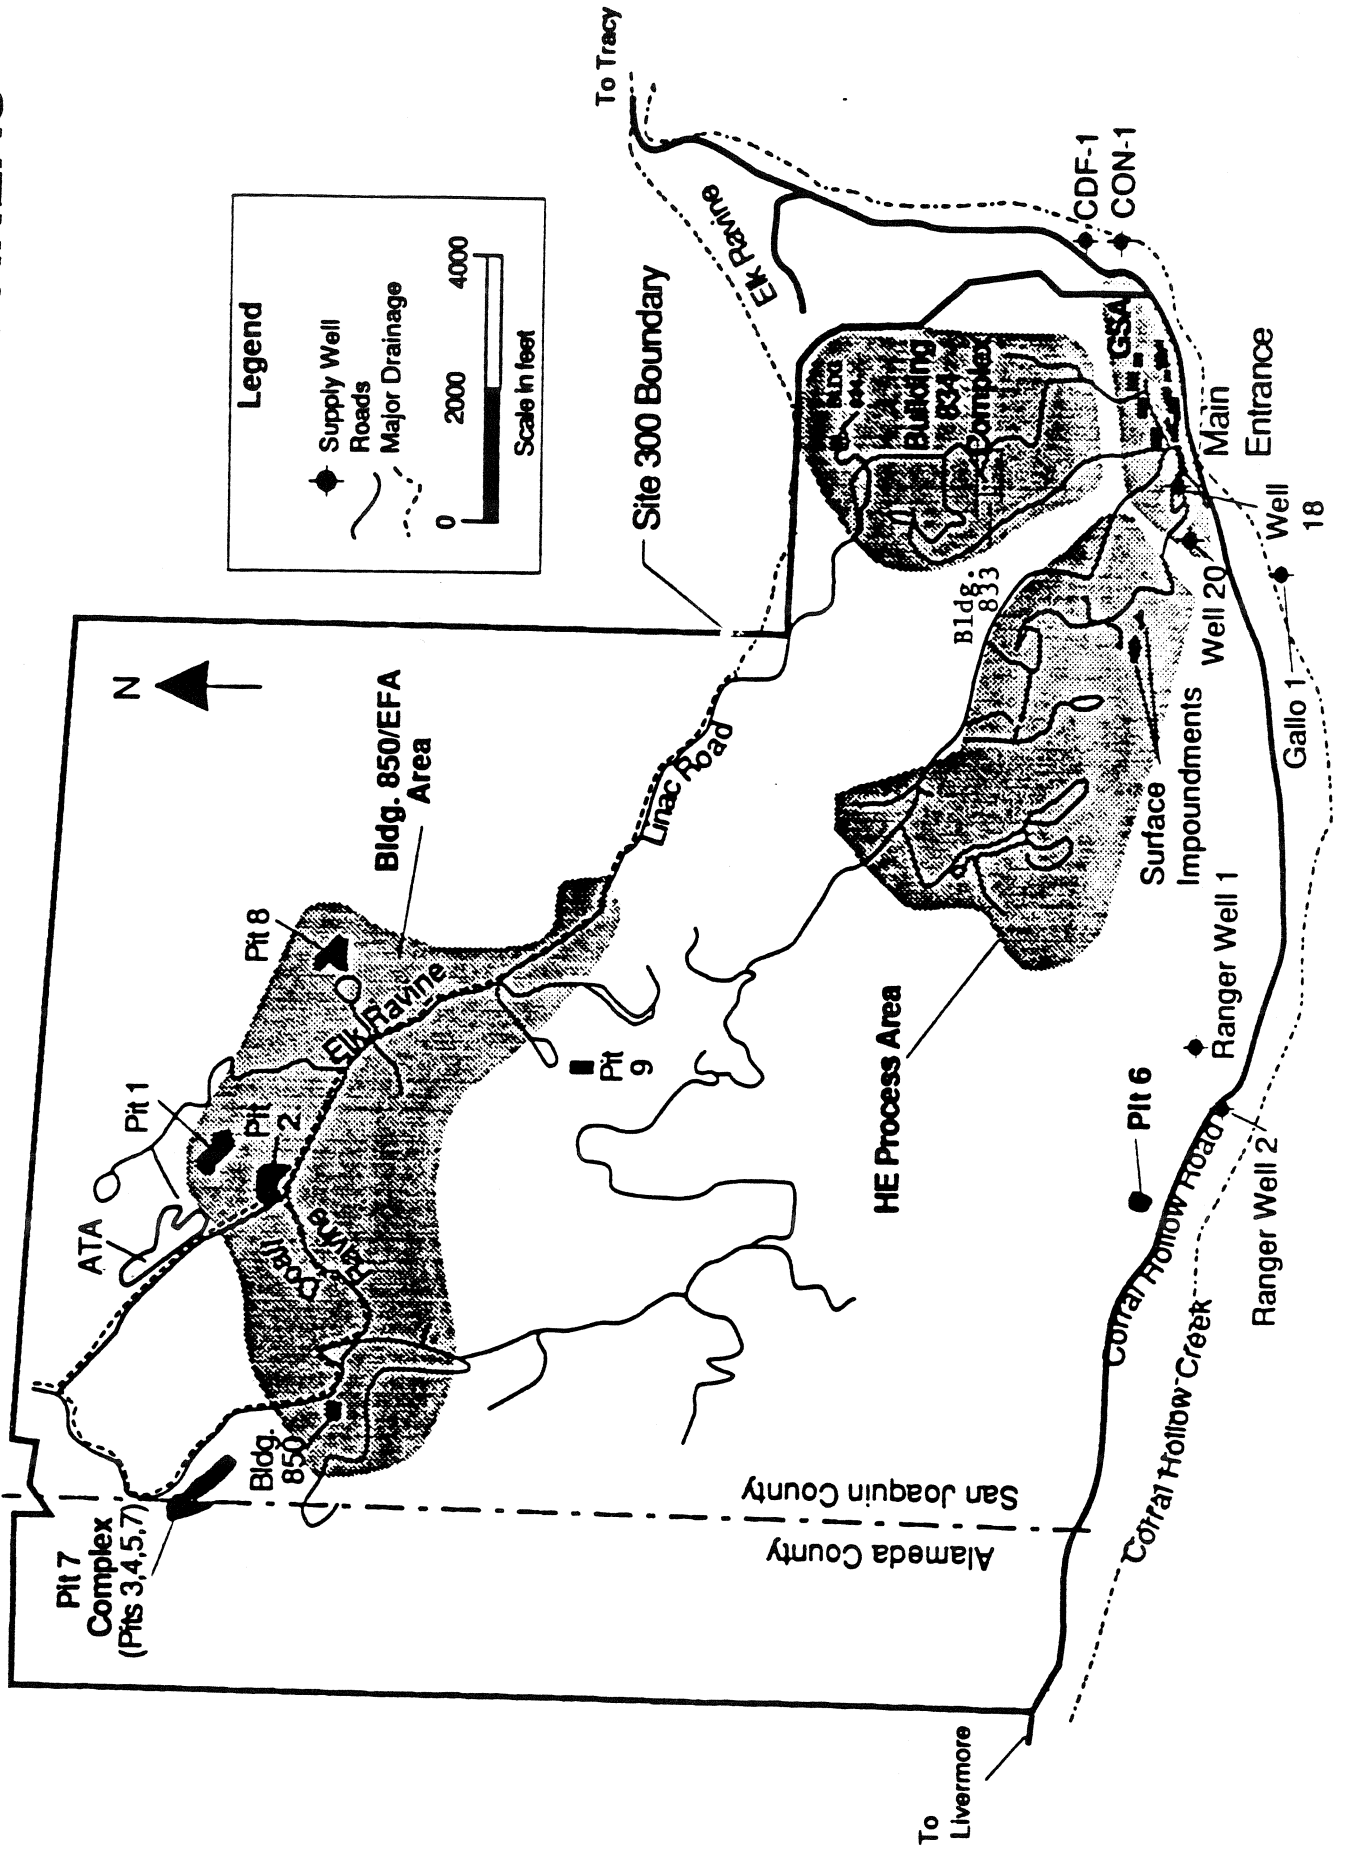 Legend
Supply Well
Roads
Major Drainage
0 2000 4000
Scale in feet
To Tracy
N
Site 300 Boundary
Elk Ravine
CDF-1
CON-1
GSA
BLDG
834
Building
834
Complex
Main
Entrance
Well
18
Well 20
Gallo 1
Bldg.
833
Surface
Impoundments
HE Process Area
Ranger Well 1
Ranger Well 2
Pit 6
Corral Hollow Road
Corral Hollow Creek
Linac Road
Bldg. 850/EFA
Area
Pit 8
Elk Ravine
Pit
9
Pit 1
Pit
2
ATA
Doall
Ravine
Bldg.
850
Pit 7
Complex
(Pits 3,4,5,7)
San Joaquin County
Alameda County
To
Livermore